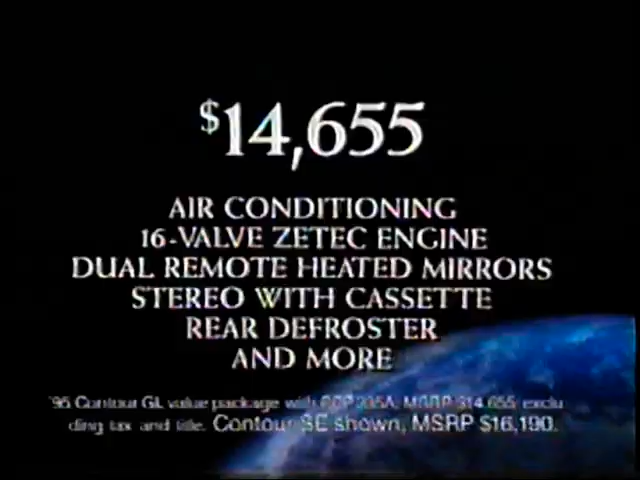 $14,655
AIR CONDITIONING
16-VALVE ZETEC ENGINE
DUAL REMOTE HEATED MIRRORS
STEREO WITH CASSETTE
REAR DEFROSTER
AND MORE
'95 Contour GL value package with MSRP $14,655 exclu
ding tax and title. Contour SE shown, MSRP $16,190.